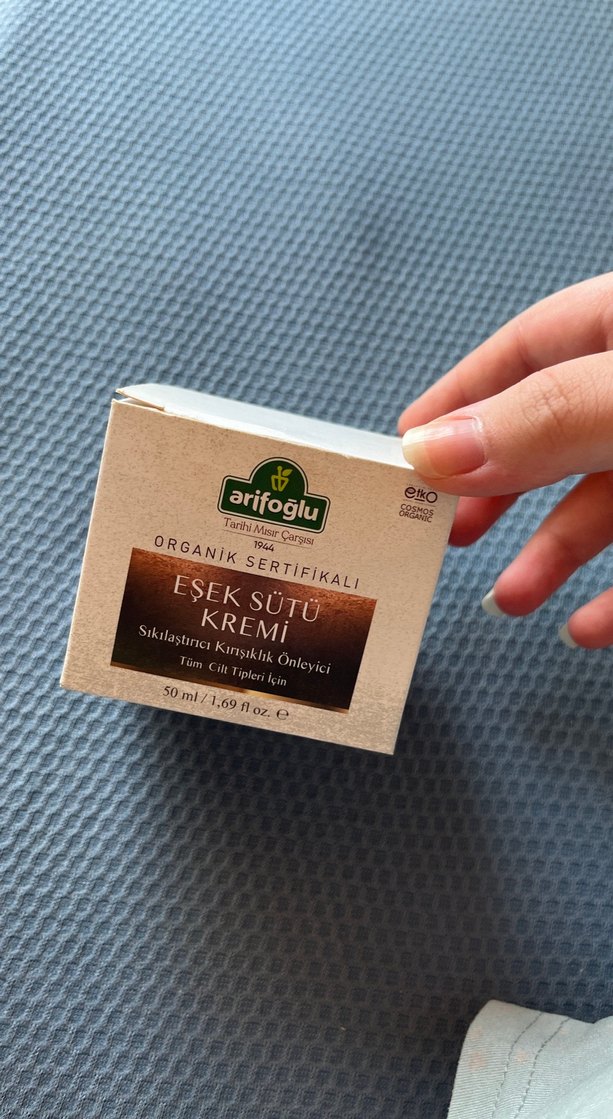 arifoğlu
Tarihi Mısır Çarşısı
1944
etko
COSMOS
ORGANIC
ORGANİK SERTİFİKALI
EŞEK SÜTÜ
KREMİ
Sıkılaştırıcı Kırışıklık Önleyici
Tüm Cilt Tipleri İçin
50 ml / 1,69 fl oz. ℮